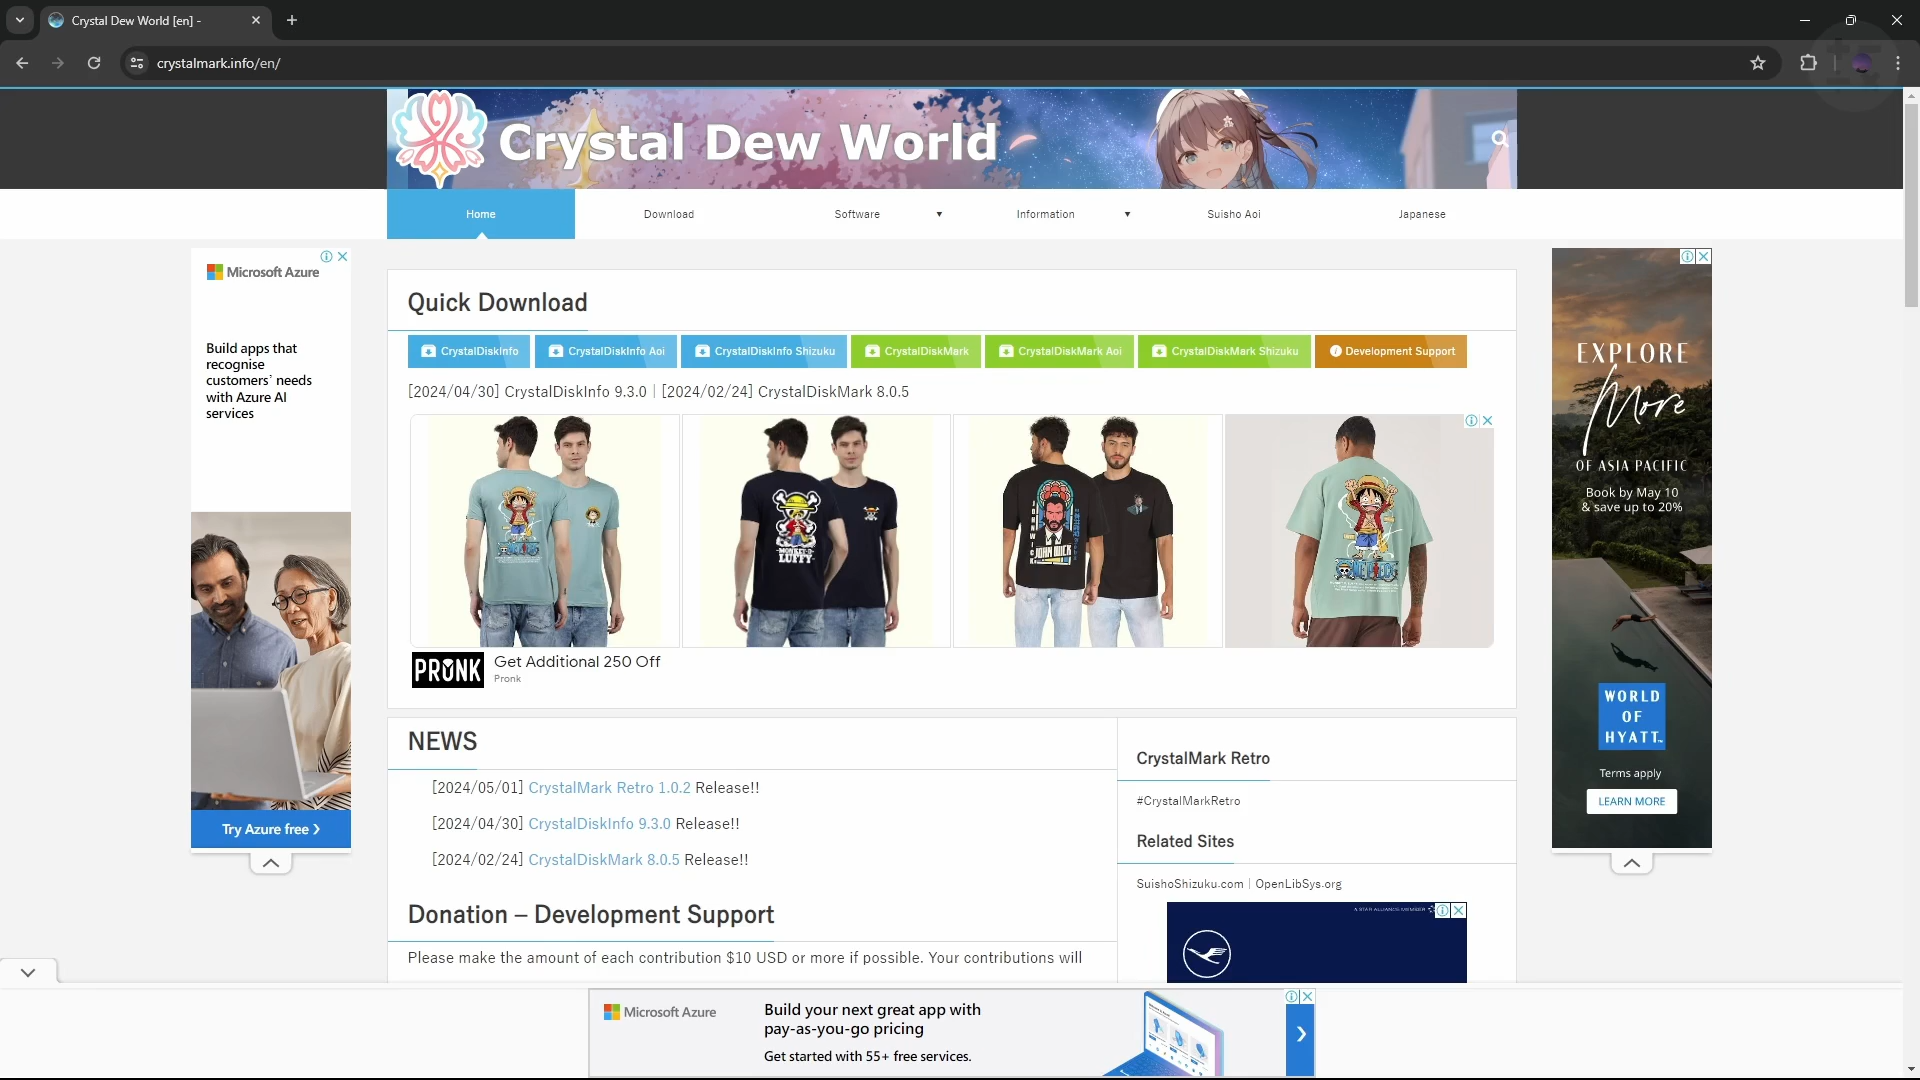 Crystal Dew World [en] -
crystalmark.info/en/
Crystal Dew World
Home
Download
Software ▼
Information ▼
Suisho Aoi
Japanese
Microsoft Azure
Build apps that
recognise
customers' needs
with Azure AI
services
Try Azure free ❯
Quick Download
CrystalDiskInfo
CrystalDiskInfo Aoi
CrystalDiskInfo Shizuku
CrystalDiskMark
CrystalDiskMark Aoi
CrystalDiskMark Shizuku
Development Support
[2024/04/30] CrystalDiskInfo 9.3.0 | [2024/02/24] CrystalDiskMark 8.0.5
MONKEY·D
LUFFY
JOHN WICK
PRONK
Get Additional 250 Off
Pronk
NEWS
[2024/05/01] CrystalMark Retro 1.0.2 Release!!
[2024/04/30] CrystalDiskInfo 9.3.0 Release!!
[2024/02/24] CrystalDiskMark 8.0.5 Release!!
Donation – Development Support
Please make the amount of each contribution $10 USD or more if possible. Your contributions will
CrystalMark Retro
#CrystalMarkRetro
Related Sites
SuishoShizuku.com | OpenLibSys.org
A STAR ALLIANCE MEMBER
EXPLORE
More
OF ASIA PACIFIC
Book by May 10
& save up to 20%
WORLD
OF
HYATT™
Terms apply
LEARN MORE
Microsoft Azure
Build your next great app with
pay-as-you-go pricing
Get started with 55+ free services.